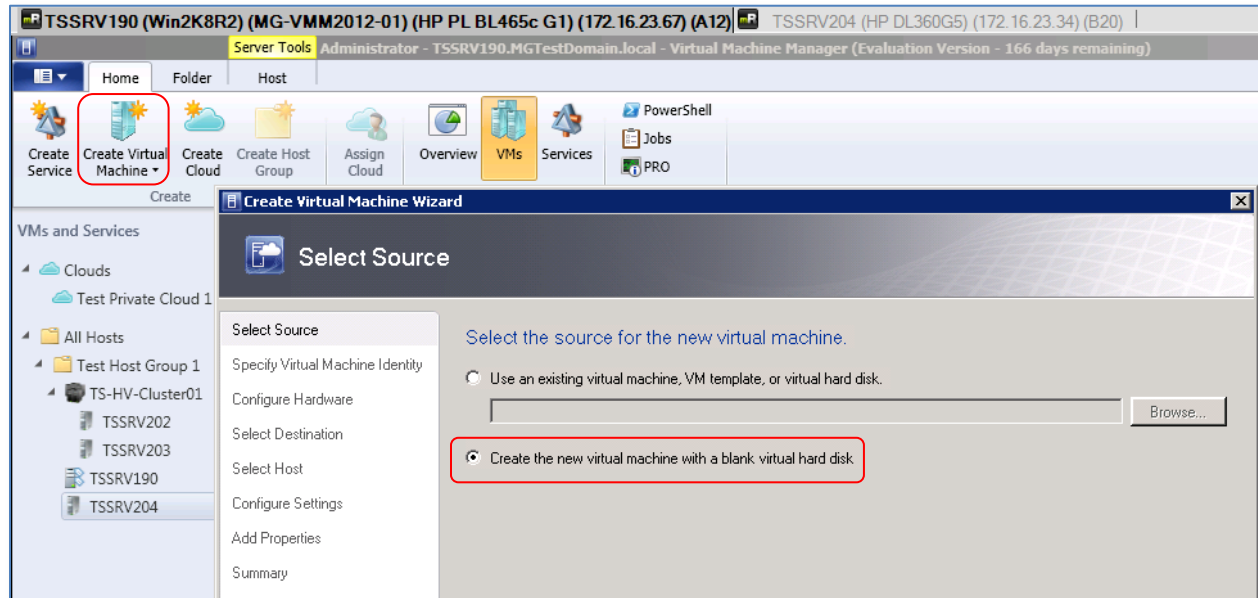 TSSRV190 (Win2K8R2) (MG-VMM2012-01) (HP PL BL465c G1) (172.16.23.67) (A12) TSSRV204 (HP DL360G5) (172.16.23.34) (B20)
Server Tools Administrator - TSSRV190.MGTestDomain.local - Virtual Machine Manager (Evaluation Version - 166 days remaining)
Home Folder Host
Create Service
Create Virtual Machine
Create Cloud
Create Host Group
Assign Cloud
Overview
VMs
Services
PowerShell
Jobs
PRO
Create
VMs and Services
Clouds
Test Private Cloud 1
All Hosts
Test Host Group 1
TS-HV-Cluster01
TSSRV202
TSSRV203
TSSRV190
TSSRV204
Create Virtual Machine Wizard
Select Source
Select Source
Specify Virtual Machine Identity
Configure Hardware
Select Destination
Select Host
Configure Settings
Add Properties
Summary
Select the source for the new virtual machine.
Use an existing virtual machine, VM template, or virtual hard disk.
Browse...
Create the new virtual machine with a blank virtual hard disk